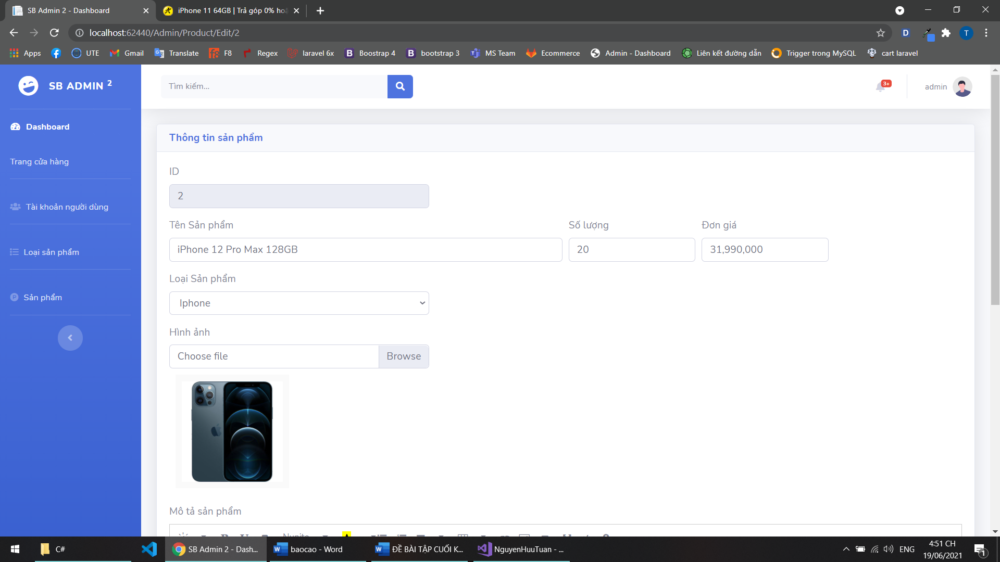 SB Admin 2 - Dashboard
iPhone 11 64GB | Trả góp 0% hoà
localhost:62440/Admin/Product/Edit/2
D
T
Apps
UTE
Gmail
Translate
F8
Regex
laravel 6x
Boostrap 4
bootstrap 3
MS Team
Ecommerce
Admin - Dashboard
Liên kết đường dẫn
Trigger trong MySQL
cart laravel
SB ADMIN 2
Tìm kiếm...
3+
admin
Dashboard
Trang cửa hàng
Tài khoản người dùng
Loại sản phẩm
Sản phẩm
Thông tin sản phẩm
ID
2
Tên Sản phẩm
Số lượng
Đơn giá
iPhone 12 Pro Max 128GB
20
31,990,000
Loại Sản phẩm
Iphone
Hình ảnh
Choose file
Browse
Mô tả sản phẩm
Nunito
C#
SB Admin 2 - Dash...
baocao - Word
ĐỀ BÀI TẬP CUỐI K...
NguyenHuuTuan - ...
ENG
4:51 CH
19/06/2021
1